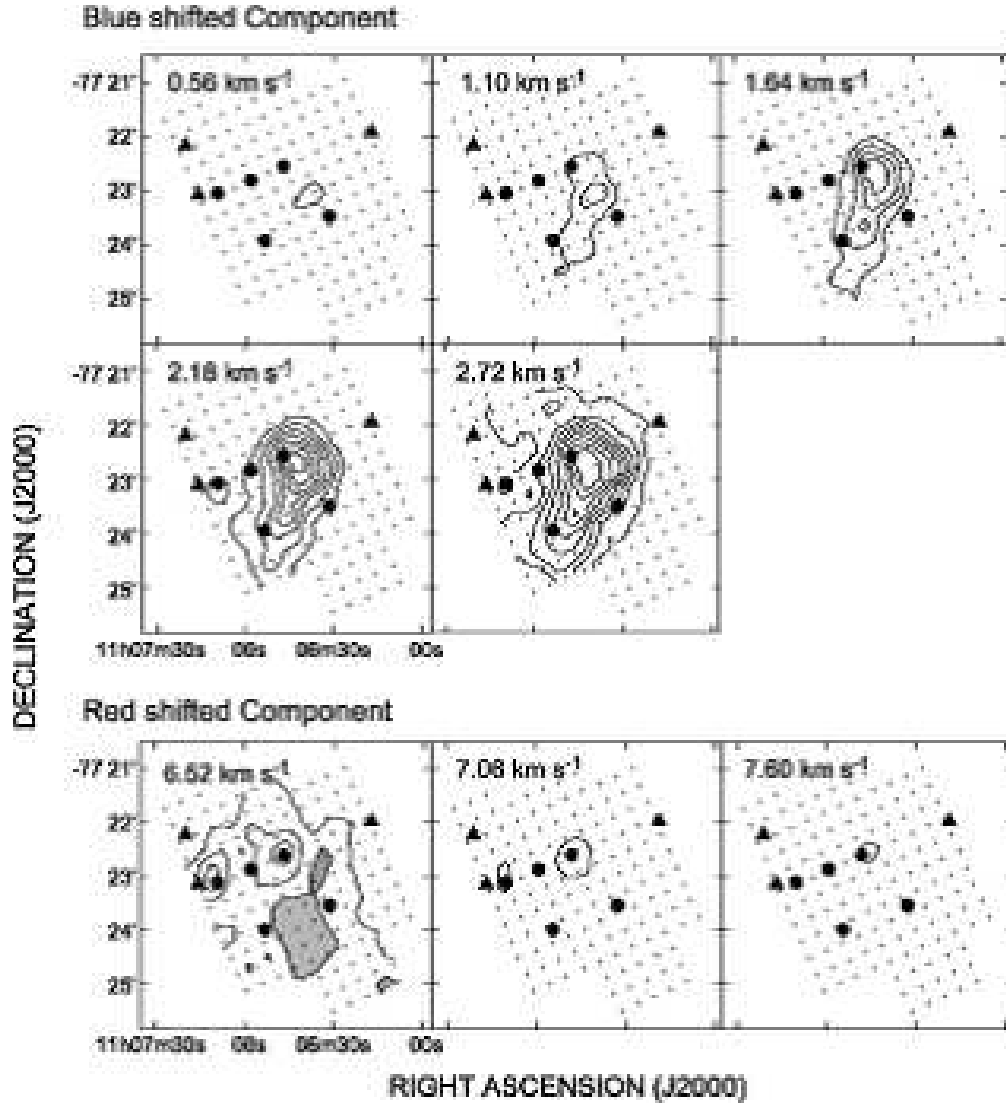 Blue shifted Component
0.56 km s-1
1.10 km s-1
1.64 km s-1
-77 21'
22'
23'
24'
25'
2.18 km s-1
2.72 km s-1
-77 21'
22'
23'
24'
25'
11h07m30s 00s 06m30s 00s
DECLINATION (J2000)
Red shifted Component
6.52 km s-1
7.06 km s-1
7.60 km s-1
-77 21'
22'
23'
24'
25'
11h07m30s 00s 06m30s 00s
RIGHT ASCENSION (J2000)